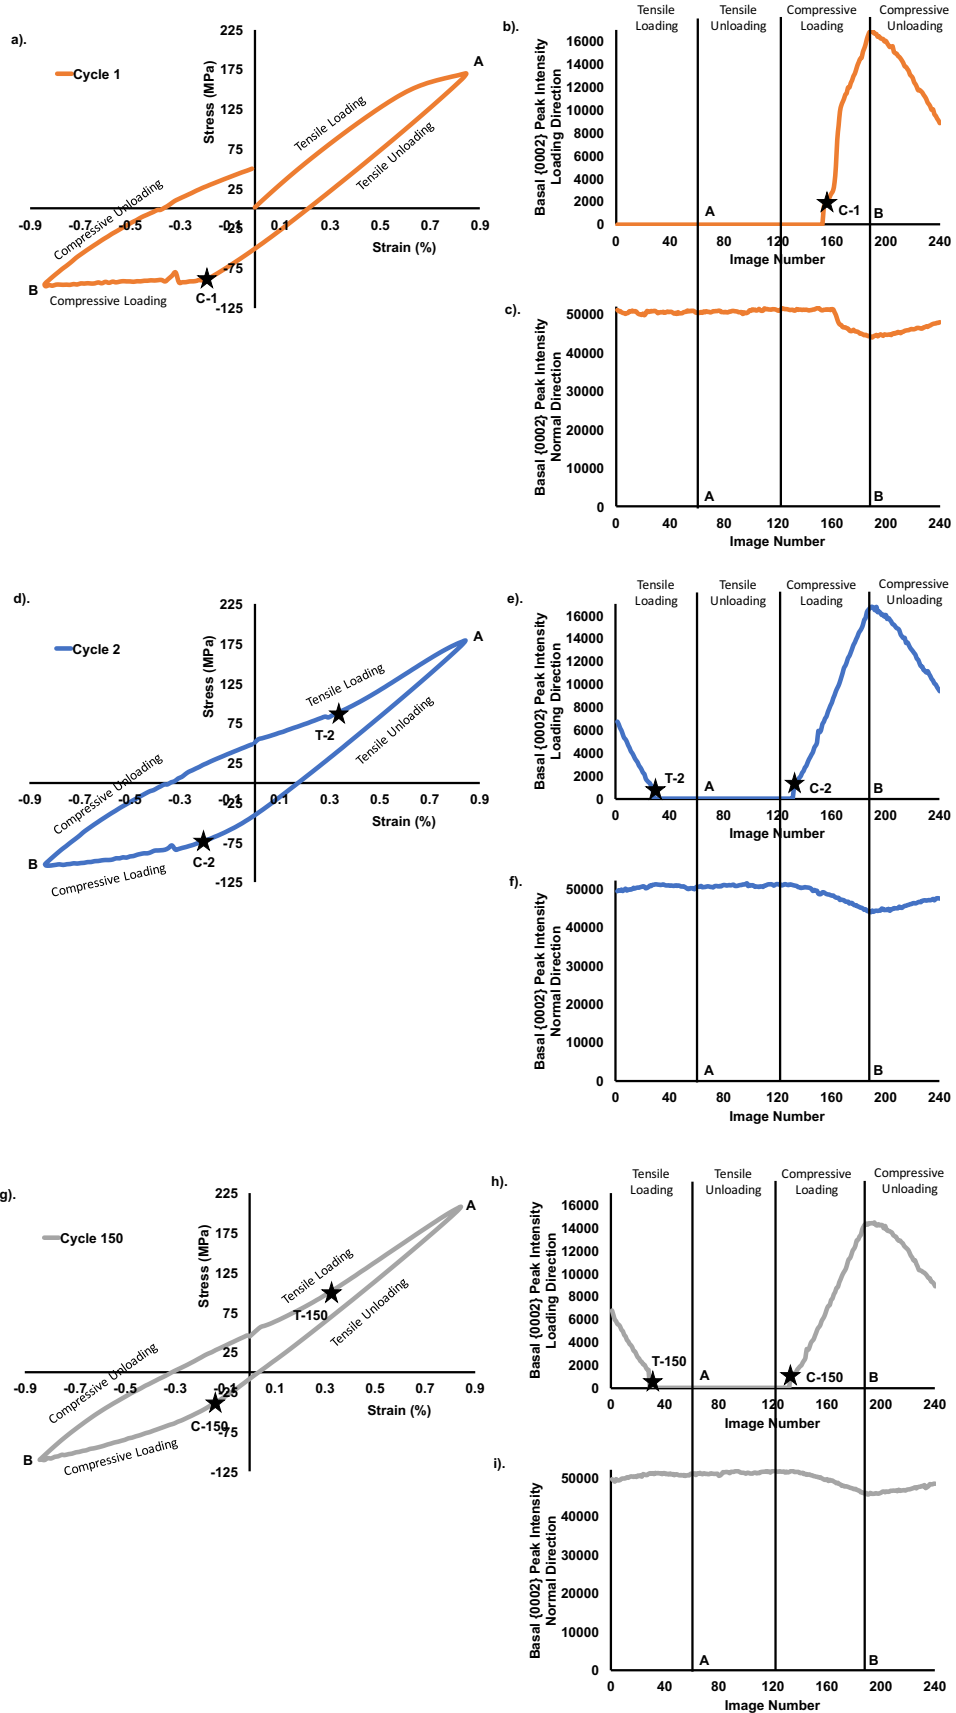 a).
Cycle 1
Stress (MPa)
225
175
125
75
25
-25
-75
-125
-0.9
-0.7
-0.5
-0.3
-0.1
0.1
0.3
0.5
0.7
0.9
Strain (%)
Tensile Loading
Tensile Unloading
Compressive Unloading
Compressive Loading
A
B
C-1
Tensile
Loading
Tensile
Unloading
Compressive
Loading
Compressive
Unloading
b).
Basal {0002} Peak Intensity
Loading Direction
16000
14000
12000
10000
8000
6000
4000
2000
0
C-1
A
B
0
40
80
120
160
200
240
Image Number
c).
Basal {0002} Peak Intensity
Normal Direction
50000
40000
30000
20000
10000
0
A
B
0
40
80
120
160
200
240
Image Number
d).
Cycle 2
Stress (MPa)
225
175
125
75
25
-25
-75
-125
-0.9
-0.7
-0.5
-0.3
-0.1
0.1
0.3
0.5
0.7
0.9
Strain (%)
Tensile Loading
Tensile Unloading
Compressive Unloading
Compressive Loading
A
B
T-2
C-2
Tensile
Loading
Tensile
Unloading
Compressive
Loading
Compressive
Unloading
e).
Basal {0002} Peak Intensity
Loading Direction
16000
14000
12000
10000
8000
6000
4000
2000
0
T-2
A
C-2
B
0
40
80
120
160
200
240
Image Number
f).
Basal {0002} Peak Intensity
Normal Direction
50000
40000
30000
20000
10000
0
A
B
0
40
80
120
160
200
240
Image Number
g).
Cycle 150
Stress (MPa)
225
175
125
75
25
-25
-75
-125
-0.9
-0.7
-0.5
-0.3
-0.1
0.1
0.3
0.5
0.7
0.9
Strain (%)
Tensile Loading
Tensile Unloading
Compressive Unloading
Compressive Loading
A
B
T-150
C-150
Tensile
Loading
Tensile
Unloading
Compressive
Loading
Compressive
Unloading
h).
Basal {0002} Peak Intensity
Loading Direction
16000
14000
12000
10000
8000
6000
4000
2000
0
T-150
A
C-150
B
0
40
80
120
160
200
240
Image Number
i).
Basal {0002} Peak Intensity
Normal Direction
50000
40000
30000
20000
10000
0
A
B
0
40
80
120
160
200
240
Image Number